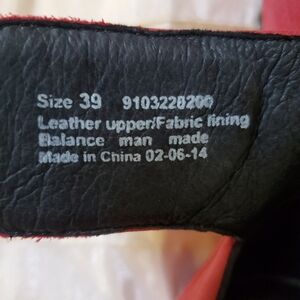 Size 39 9103228200
Leather upper/Fabric lining
Balance man made
Made in China 02-06-14